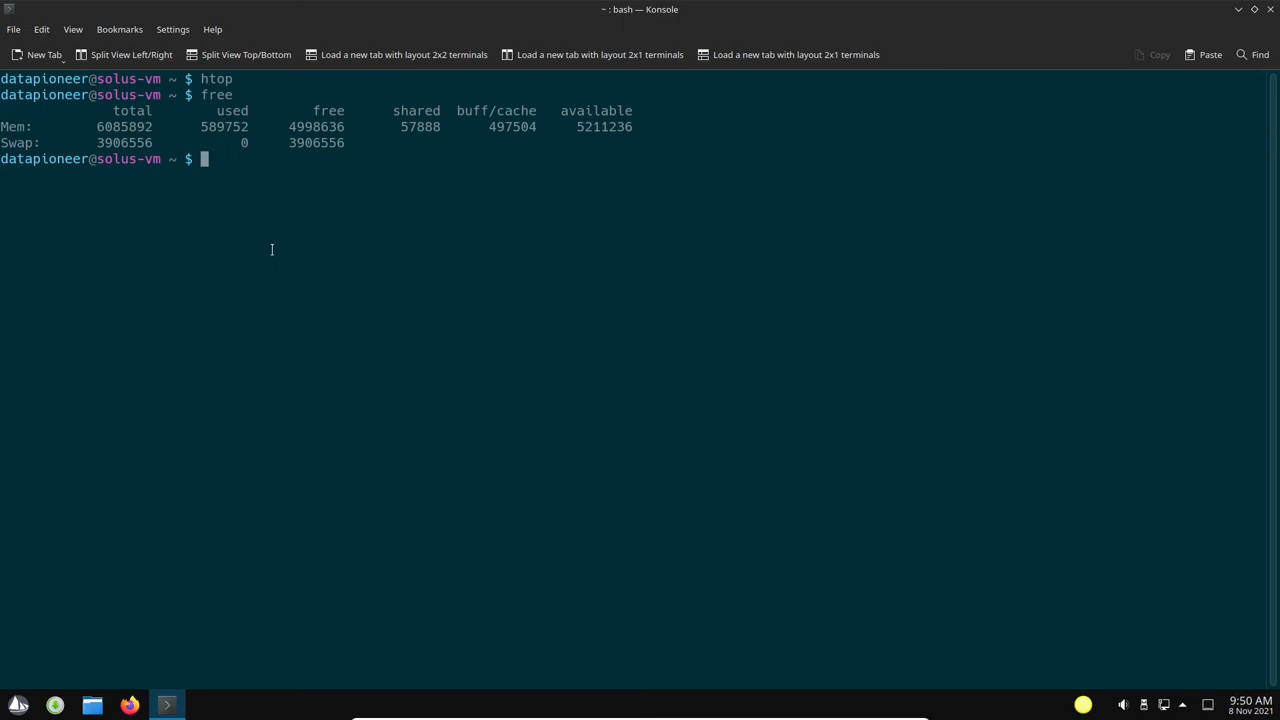 ~ : bash — Konsole
File Edit View Bookmarks Settings Help
New Tab Split View Left/Right Split View Top/Bottom Load a new tab with layout 2x2 terminals Load a new tab with layout 2x1 terminals Load a new tab with layout 2x1 terminals Copy Paste Find
datapioneer@solus-vm ~ $ htop
datapioneer@solus-vm ~ $ free
total used free shared buff/cache available
Mem: 6085892 589752 4998636 57888 497504 5211236
Swap: 3906556 0 3906556
datapioneer@solus-vm ~ $
9:50 AM
8 Nov 2021